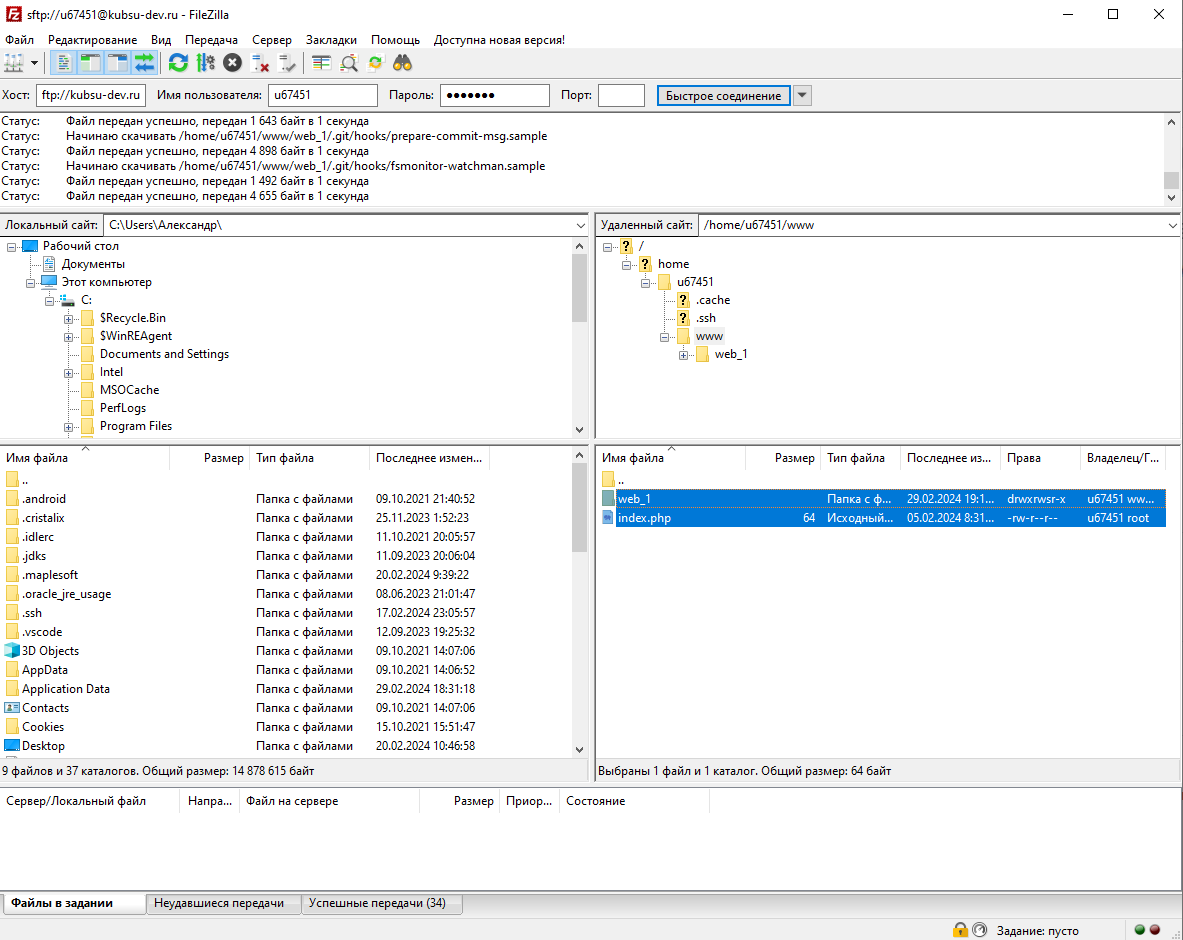 sftp://u67451@kubsu-dev.ru - FileZilla
Файл Редактирование Вид Передача Сервер Закладки Помощь Доступна новая версия!
Хост: ftp://kubsu-dev.ru Имя пользователя: u67451 Пароль: ●●●●●●● Порт: Быстрое соединение
Статус: Файл передан успешно, передан 1 643 байт в 1 секунда
Статус: Начинаю скачивать /home/u67451/www/web_1/.git/hooks/prepare-commit-msg.sample
Статус: Файл передан успешно, передан 4 898 байт в 1 секунда
Статус: Начинаю скачивать /home/u67451/www/web_1/.git/hooks/fsmonitor-watchman.sample
Статус: Файл передан успешно, передан 1 492 байт в 1 секунда
Статус: Файл передан успешно, передан 4 655 байт в 1 секунда
Локальный сайт: C:\Users\Александр\
Рабочий стол
Документы
Этот компьютер
C:
$Recycle.Bin
$WinREAgent
Documents and Settings
Intel
MSOCache
PerfLogs
Program Files
Удаленный сайт: /home/u67451/www
/
home
u67451
.cache
.ssh
www
web_1
Имя файла Размер Тип файла Последнее измен...
..
.android Папка с файлами 09.10.2021 21:40:52
.cristalix Папка с файлами 25.11.2023 1:52:23
.idlerc Папка с файлами 11.10.2021 20:05:57
.jdks Папка с файлами 11.09.2023 20:06:04
.maplesoft Папка с файлами 20.02.2024 9:39:22
.oracle_jre_usage Папка с файлами 08.06.2023 21:01:47
.ssh Папка с файлами 17.02.2024 23:05:57
.vscode Папка с файлами 12.09.2023 19:25:32
3D Objects Папка с файлами 09.10.2021 14:07:06
AppData Папка с файлами 09.10.2021 14:06:52
Application Data Папка с файлами 29.02.2024 18:31:18
Contacts Папка с файлами 09.10.2021 14:07:06
Cookies Папка с файлами 15.10.2021 15:51:47
Desktop Папка с файлами 20.02.2024 10:46:58
9 файлов и 37 каталогов. Общий размер: 14 878 615 байт
Имя файла Размер Тип файла Последнее из... Права Владелец/Г...
..
web_1 Папка с ф... 29.02.2024 19:1... drwxrwsr-x u67451 ww...
index.php 64 Исходный... 05.02.2024 8:31... -rw-r--r-- u67451 root
Выбраны 1 файл и 1 каталог. Общий размер: 64 байт
Сервер/Локальный файл Напра... Файл на сервере Размер Приор... Состояние
Файлы в задании Неудавшиеся передачи Успешные передачи (34)
Задание: пусто